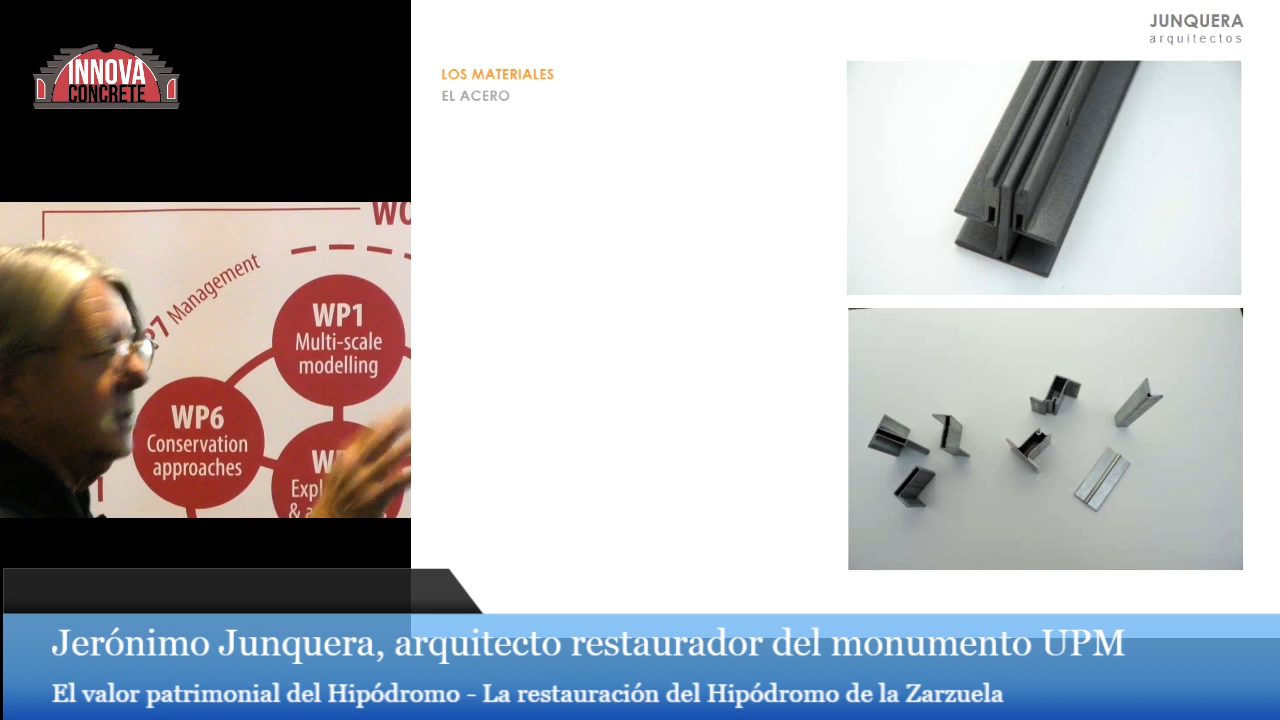 INNOVA
CONCRETE
JUNQUERA
arquitectos
LOS MATERIALES
EL ACERO
Management
WP1
Multi-scale
modelling
WP6
Conservation
approaches
Jerónimo Junquera, arquitecto restaurador del monumento UPM
El valor patrimonial del Hipódromo - La restauración del Hipódromo de la Zarzuela